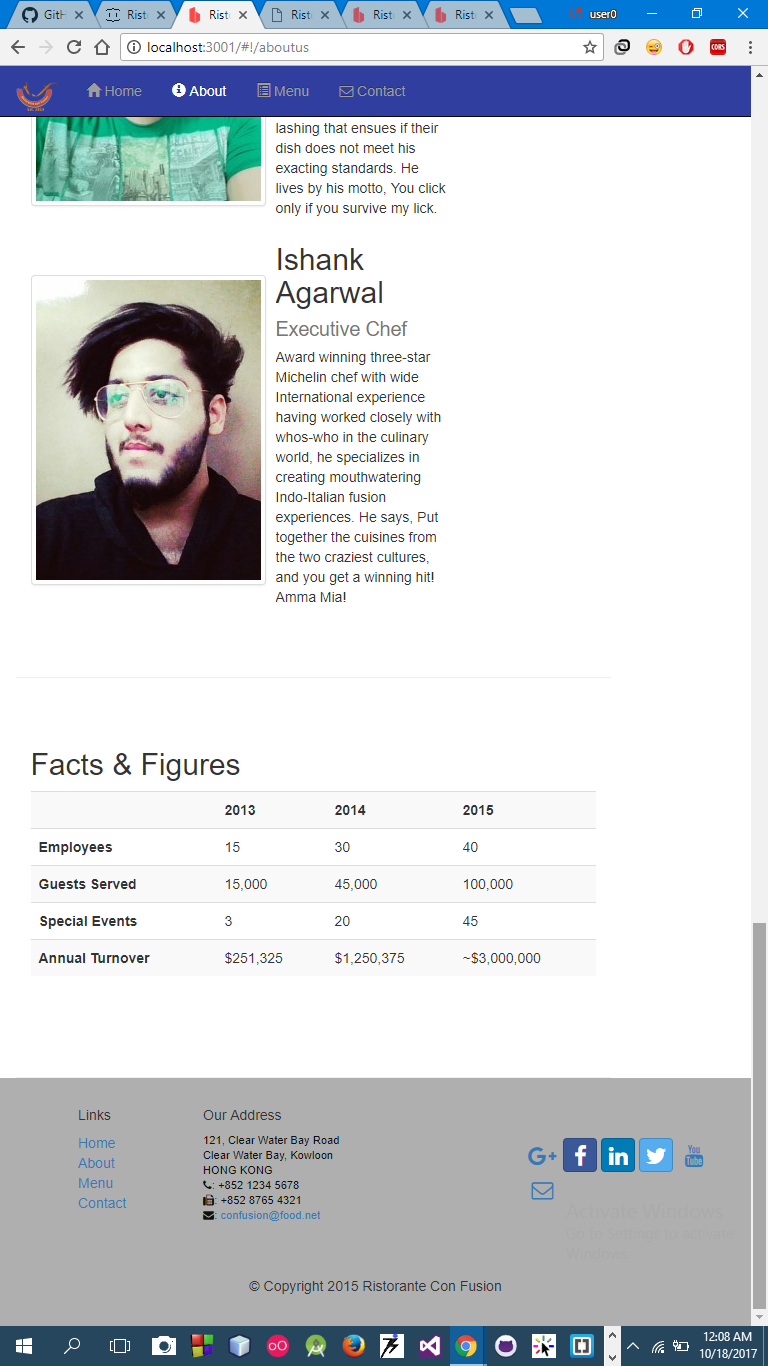 GitH
Rist
Rist
Rist
Rist
Rist
user0
localhost:3001/#!/aboutus
CORS
Home
About
Menu
Contact
lashing that ensues if their
dish does not meet his
exacting standards. He
lives by his motto, You click
only if you survive my lick.
Ishank
Agarwal
Executive Chef
Award winning three-star
Michelin chef with wide
International experience
having worked closely with
whos-who in the culinary
world, he specializes in
creating mouthwatering
Indo-Italian fusion
experiences. He says, Put
together the cuisines from
the two craziest cultures,
and you get a winning hit!
Amma Mia!
Facts & Figures
2013 2014 2015
Employees 15 30 40
Guests Served 15,000 45,000 100,000
Special Events 3 20 45
Annual Turnover $251,325 $1,250,375 ~$3,000,000
Links
Home
About
Menu
Contact
Our Address
121, Clear Water Bay Road
Clear Water Bay, Kowloon
HONG KONG
: +852 1234 5678
: +852 8765 4321
: confusion@food.net
G+ f in You Tube
Activate Windows
Go to Settings to activate
Windows.
© Copyright 2015 Ristorante Con Fusion
12:08 AM
10/18/2017